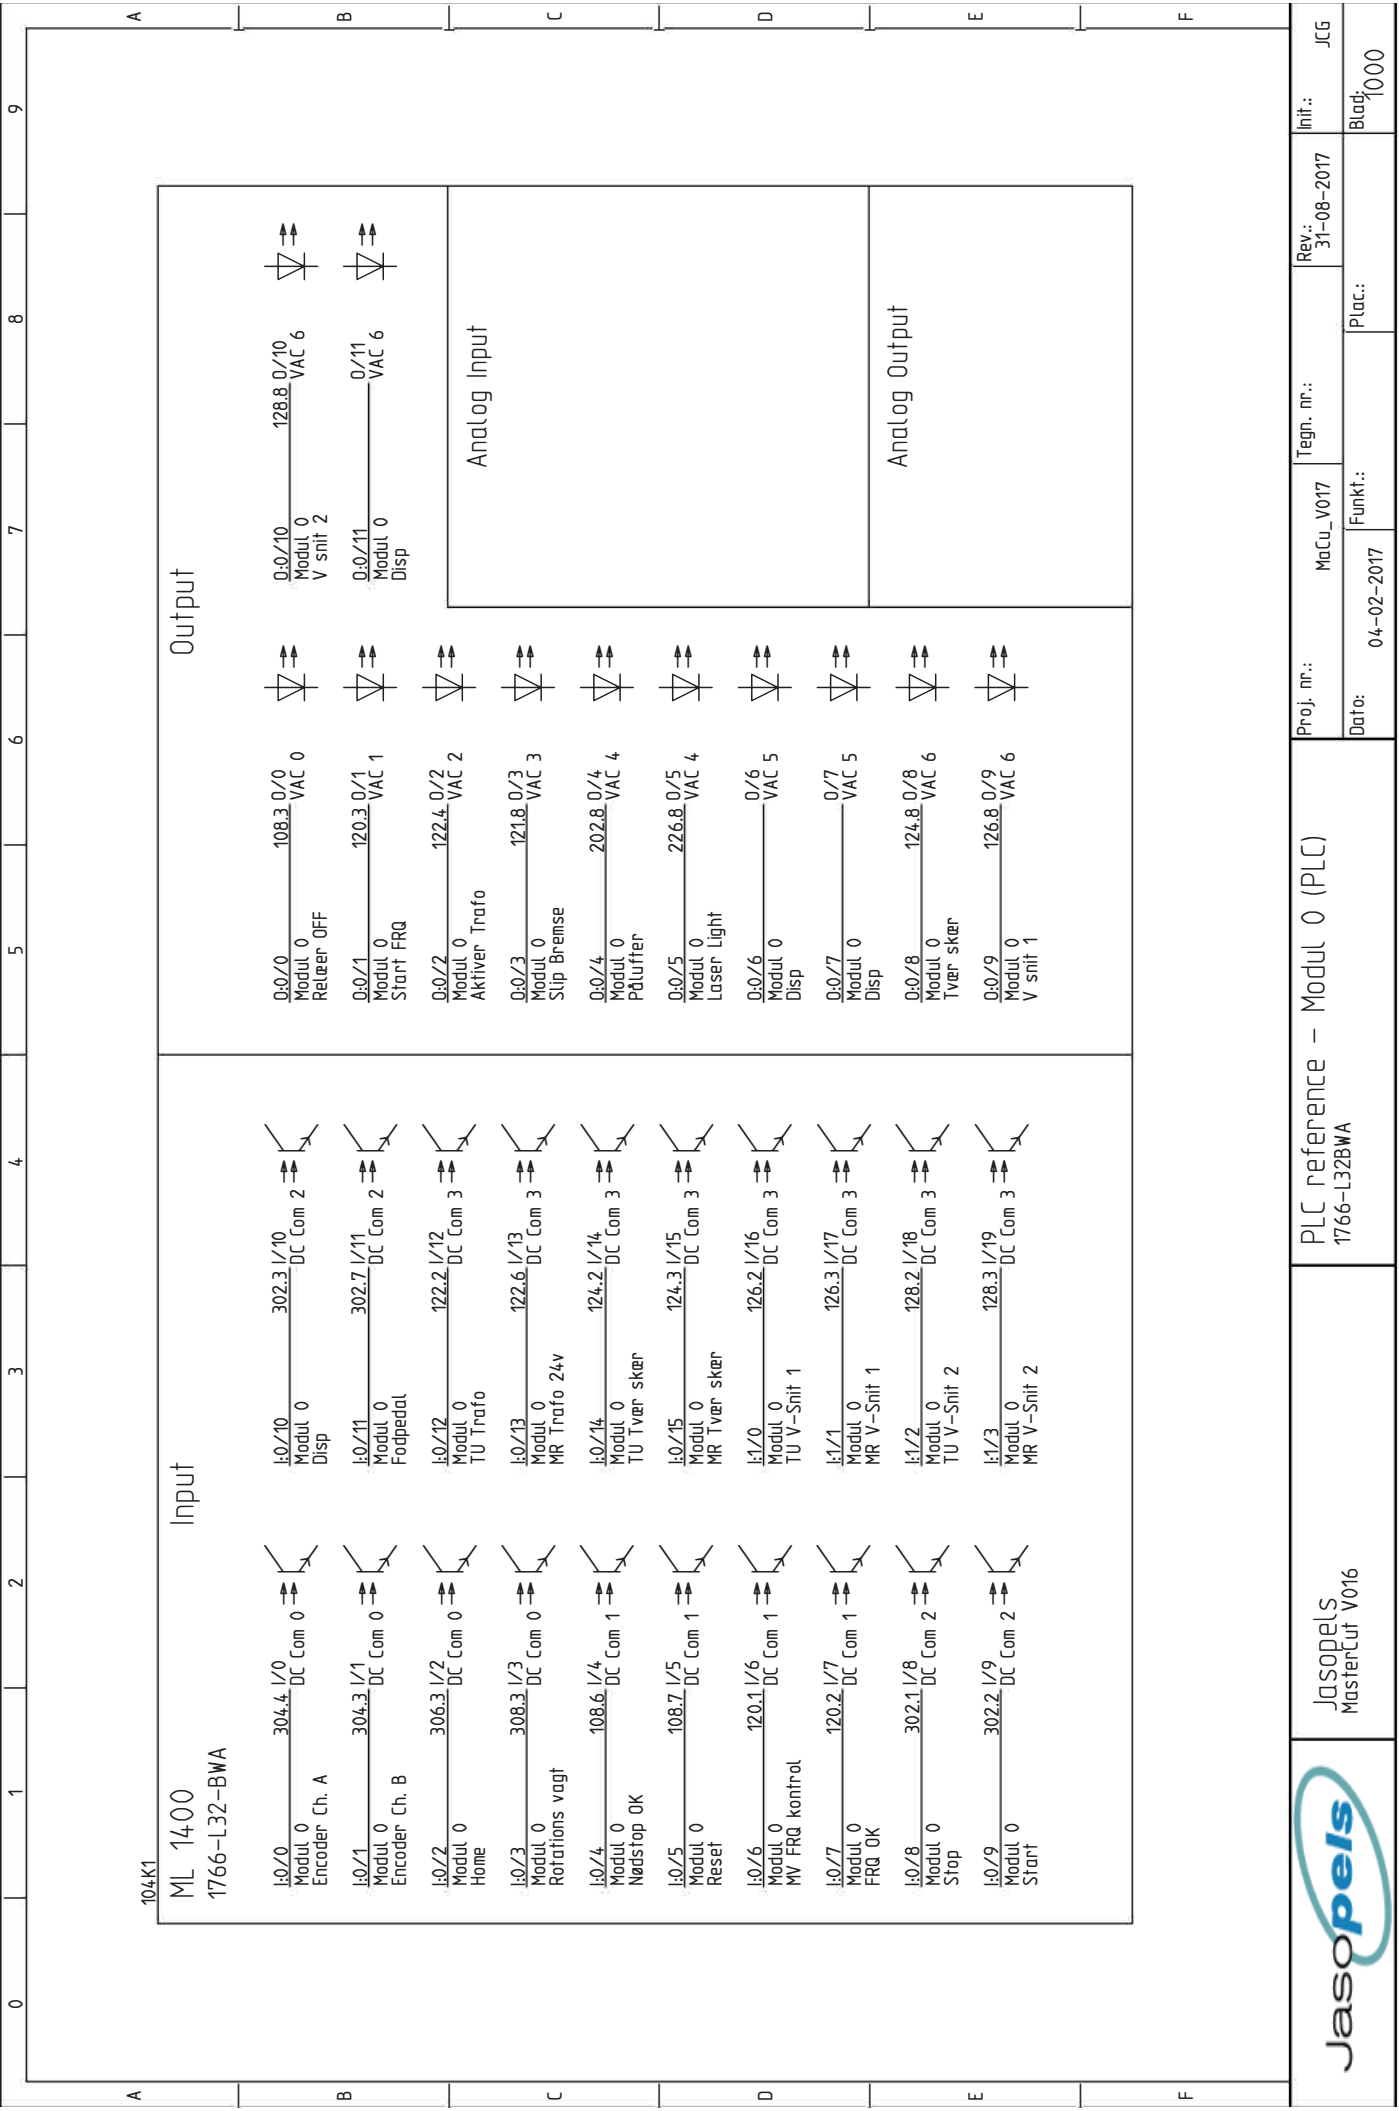 0 1 2 3 4 5 6 7 8 9
A
B
C
D
E
F
A
B
C
D
E
F
104K1
ML 1400
1766-L32-BWA
Input
Output
Analog Input
Analog Output
I:0/0 304.4 I/0
Modul 0 DC Com 0
Encoder Ch. A
I:0/1 304.3 I/1
Modul 0 DC Com 0
Encoder Ch. B
I:0/2 306.3 I/2
Modul 0 DC Com 0
Home
I:0/3 308.3 I/3
Modul 0 DC Com 0
Rotations vagt
I:0/4 108.6 I/4
Modul 0 DC Com 1
Nødstop OK
I:0/5 108.7 I/5
Modul 0 DC Com 1
Reset
I:0/6 120.1 I/6
Modul 0 DC Com 1
MV FRQ kontrol
I:0/7 120.2 I/7
Modul 0 DC Com 1
FRQ OK
I:0/8 302.1 I/8
Modul 0 DC Com 2
Stop
I:0/9 302.2 I/9
Modul 0 DC Com 2
Start
I:0/10 302.3 I/10
Modul 0 DC Com 2
Disp
I:0/11 302.7 I/11
Modul 0 DC Com 2
Fodpedal
I:0/12 122.2 I/12
Modul 0 DC Com 3
TU Trafo
I:0/13 122.6 I/13
Modul 0 DC Com 3
MR Trafo 24v
I:0/14 124.2 I/14
Modul 0 DC Com 3
TU Tvær skær
I:0/15 124.3 I/15
Modul 0 DC Com 3
MR Tvær skær
I:1/0 126.2 I/16
Modul 0 DC Com 3
TU V-Snit 1
I:1/1 126.3 I/17
Modul 0 DC Com 3
MR V-Snit 1
I:1/2 128.2 I/18
Modul 0 DC Com 3
TU V-Snit 2
I:1/3 128.3 I/19
Modul 0 DC Com 3
MR V-Snit 2
O:0/0 108.3 O/0
Modul 0 VAC 0
Relæer OFF
O:0/1 120.3 O/1
Modul 0 VAC 1
Start FRQ
O:0/2 122.4 O/2
Modul 0 VAC 2
Aktiver Trafo
O:0/3 121.8 O/3
Modul 0 VAC 3
Slip Bremse
O:0/4 202.8 O/4
Modul 0 VAC 4
Pålufter
O:0/5 226.8 O/5
Modul 0 VAC 4
Laser Light
O:0/6 O/6
Modul 0 VAC 5
Disp
O:0/7 O/7
Modul 0 VAC 5
Disp
O:0/8 124.8 O/8
Modul 0 VAC 6
Tvær skær
O:0/9 126.8 O/9
Modul 0 VAC 6
V snit 1
O:0/10 128.8 O/10
Modul 0 VAC 6
V snit 2
O:0/11 O/11
Modul 0 VAC 6
Disp
Jasopels
Jasopels
MasterCut V016
PLC reference - Modul 0 (PLC)
1766-L32BWA
Proj. nr.: MaCu_V017
Tegn. nr.:
Rev.: 31-08-2017
Init.: JCG
Dato: 04-02-2017
Funkt.:
Plac.:
Blad: 1000